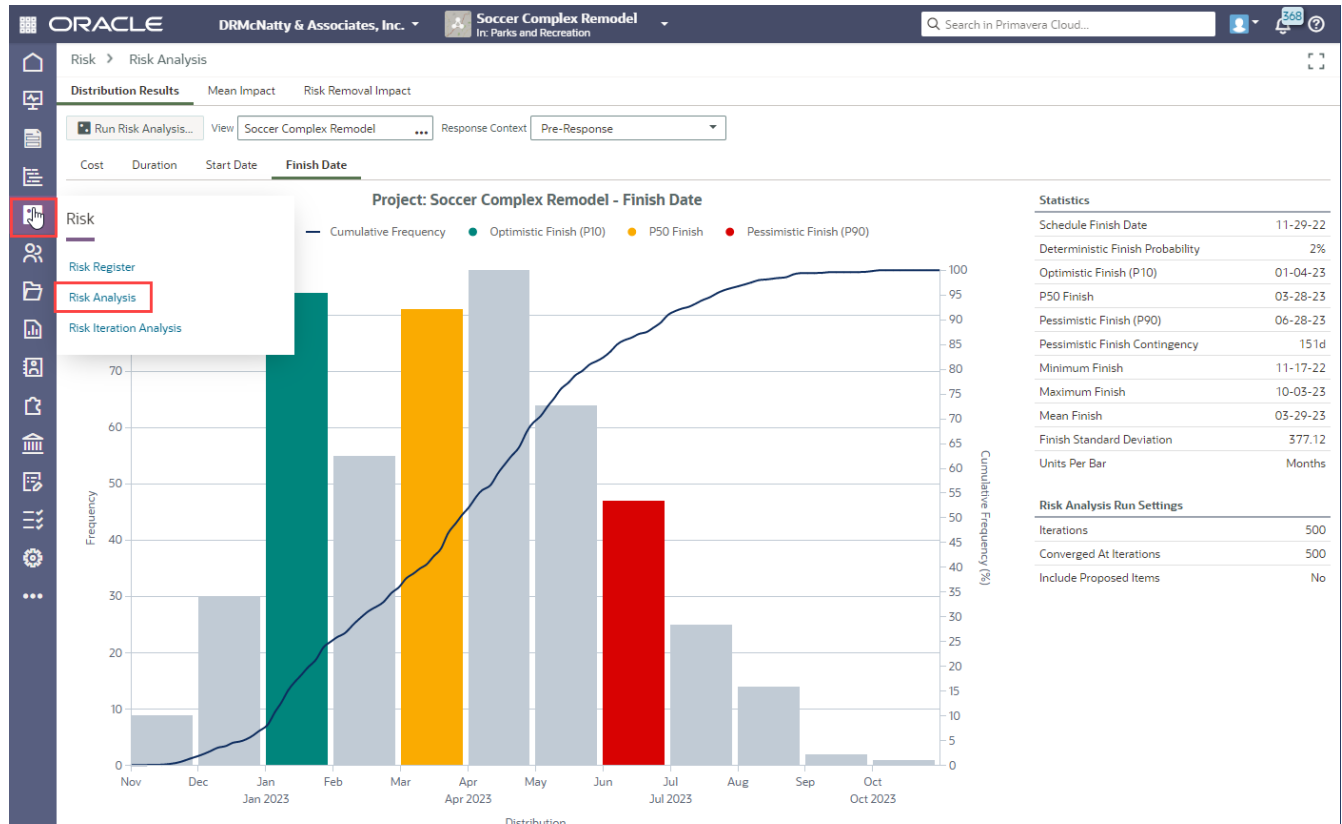 ORACLE DRMcNatty & Associates, Inc. Soccer Complex Remodel
In: Parks and Recreation
Search in Primavera Cloud...
368
Risk > Risk Analysis
Distribution Results Mean Impact Risk Removal Impact
Run Risk Analysis... View Soccer Complex Remodel ... Response Context Pre-Response
Cost Duration Start Date Finish Date
Risk
Risk Register
Risk Analysis
Risk Iteration Analysis
Project: Soccer Complex Remodel - Finish Date
Cumulative Frequency Optimistic Finish (P10) P50 Finish Pessimistic Finish (P90)
70
60
50
40
30
20
10
0
Frequency
100
95
90
85
80
75
70
65
60
55
50
45
40
35
30
25
20
15
10
5
0
Cumulative Frequency (%)
Nov Dec Jan Feb Mar Apr May Jun Jul Aug Sep Oct
Jan 2023 Apr 2023 Jul 2023 Oct 2023
Distribution
Statistics
Schedule Finish Date 11-29-22
Deterministic Finish Probability 2%
Optimistic Finish (P10) 01-04-23
P50 Finish 03-28-23
Pessimistic Finish (P90) 06-28-23
Pessimistic Finish Contingency 151d
Minimum Finish 11-17-22
Maximum Finish 10-03-23
Mean Finish 03-29-23
Finish Standard Deviation 377.12
Units Per Bar Months
Risk Analysis Run Settings
Iterations 500
Converged At Iterations 500
Include Proposed Items No